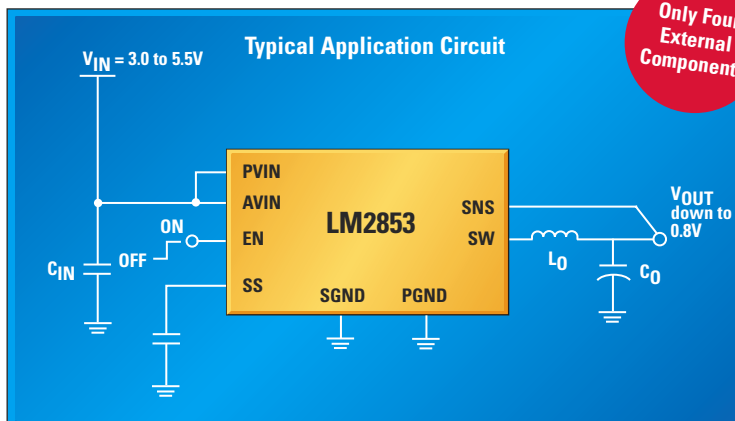 Only Four
External
Component
Typical Application Circuit
VIN = 3.0 to 5.5V
PVIN
AVIN
ON
EN
OFF
CIN
SS
LM2853
SGND
PGND
SNS
SW
LO
CO
VOUT
down to
0.8V